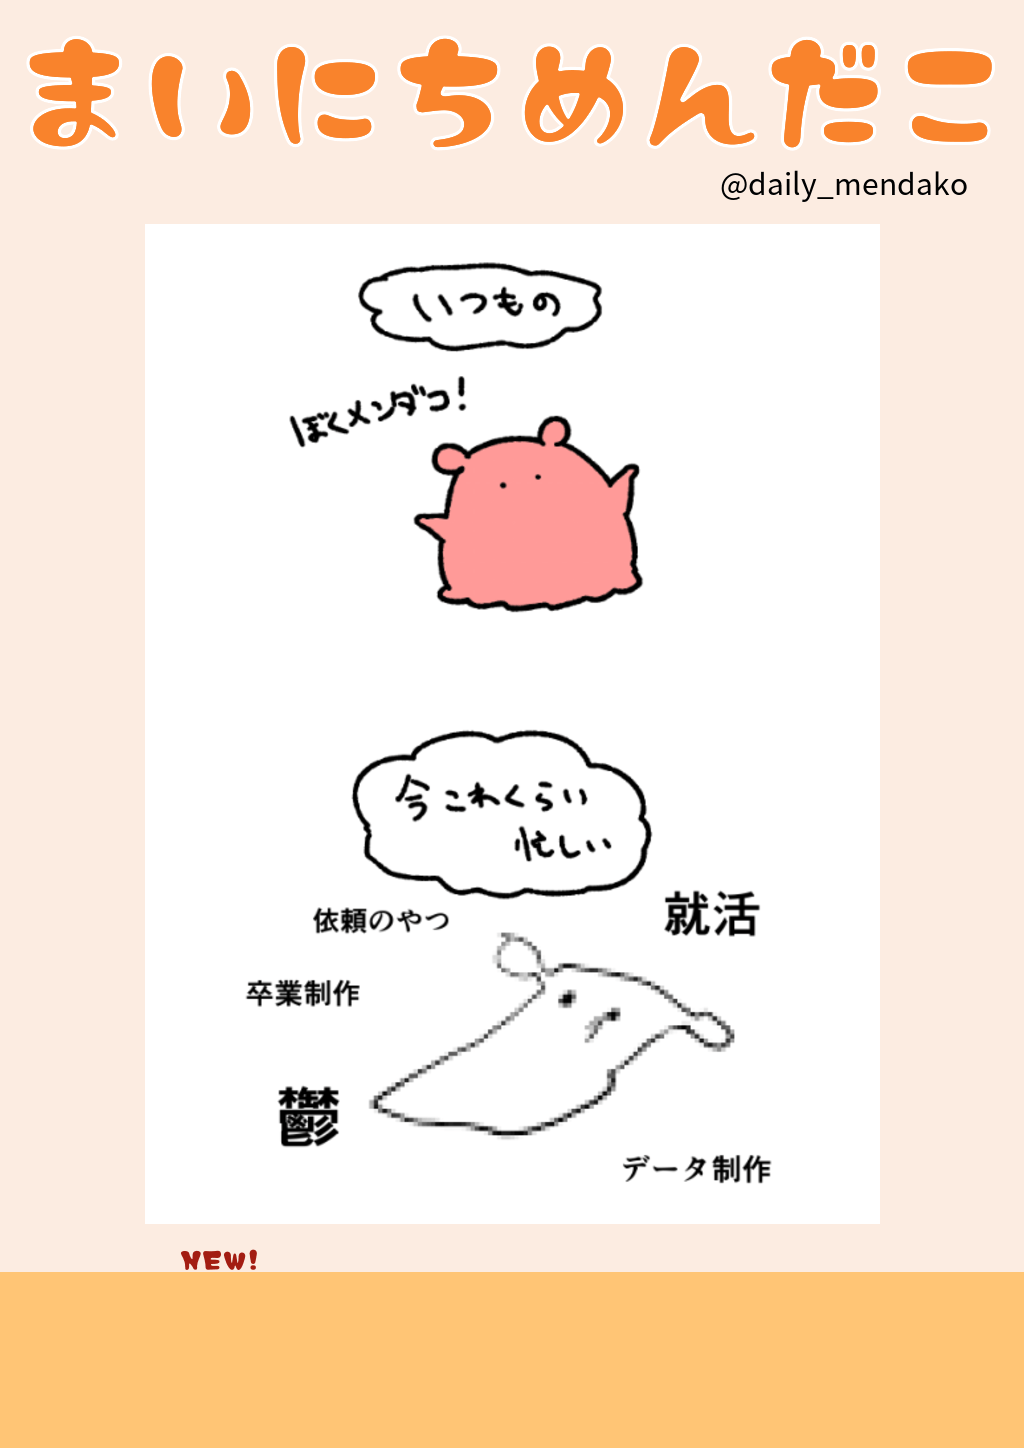 まいにちめんだこ
@daily_mendako
いつもの
ぼくメンダコ！
今これくらい
忙しい
依頼のやつ
就活
卒業制作
鬱
データ制作
NEW!